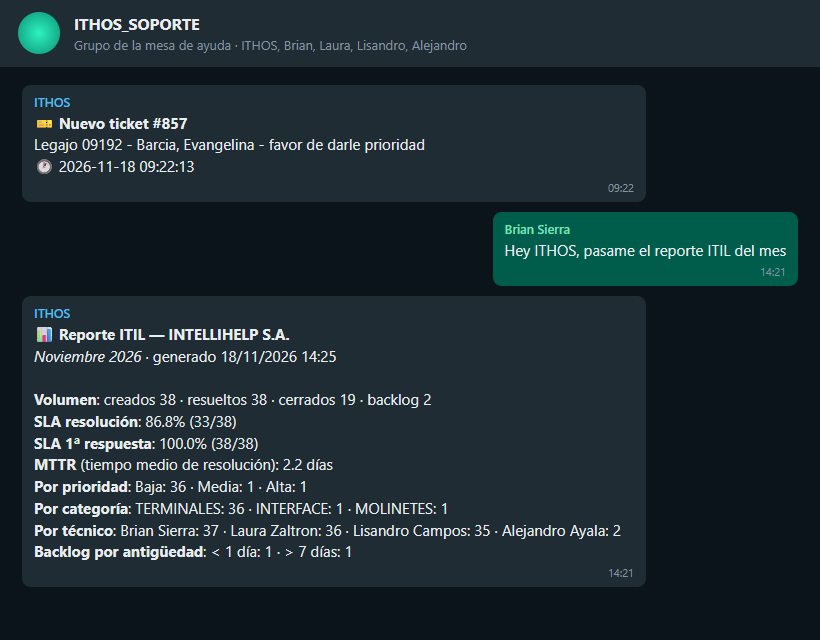 ITHOS_SOPORTE
Grupo de la mesa de ayuda · ITHOS, Brian, Laura, Lisandro, Alejandro
ITHOS
🎫 Nuevo ticket #857
Legajo 09192 - Barcia, Evangelina - favor de darle prioridad
🕐 2026-11-18 09:22:13
09:22
Brian Sierra
Hey ITHOS, pasame el reporte ITIL del mes
14:21
ITHOS
📊 Reporte ITIL — INTELLIHELP S.A.
Noviembre 2026 · generado 18/11/2026 14:25
Volumen: creados 38 · resueltos 38 · cerrados 19 · backlog 2
SLA resolución: 86.8% (33/38)
SLA 1ª respuesta: 100.0% (38/38)
MTTR (tiempo medio de resolución): 2.2 días
Por prioridad: Baja: 36 · Media: 1 · Alta: 1
Por categoría: TERMINALES: 36 · INTERFACE: 1 · MOLINETES: 1
Por técnico: Brian Sierra: 37 · Laura Zaltron: 36 · Lisandro Campos: 35 · Alejandro Ayala: 2
Backlog por antigüedad: < 1 día: 1 · > 7 días: 1
14:21